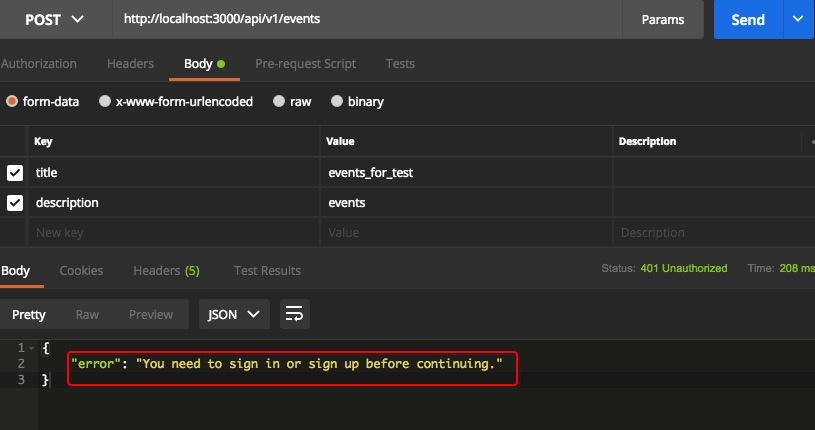 POST http://localhost:3000/api/v1/events Params Send
Authorization Headers Body Pre-request Script Tests
form-data x-www-form-urlencoded raw binary
Key Value Description
title events_for_test
description events
New key Value Description
Body Cookies Headers (5) Test Results Status: 401 Unauthorized Time: 208 ms
Pretty Raw Preview JSON
1 {
2 "error": "You need to sign in or sign up before continuing."
3 }